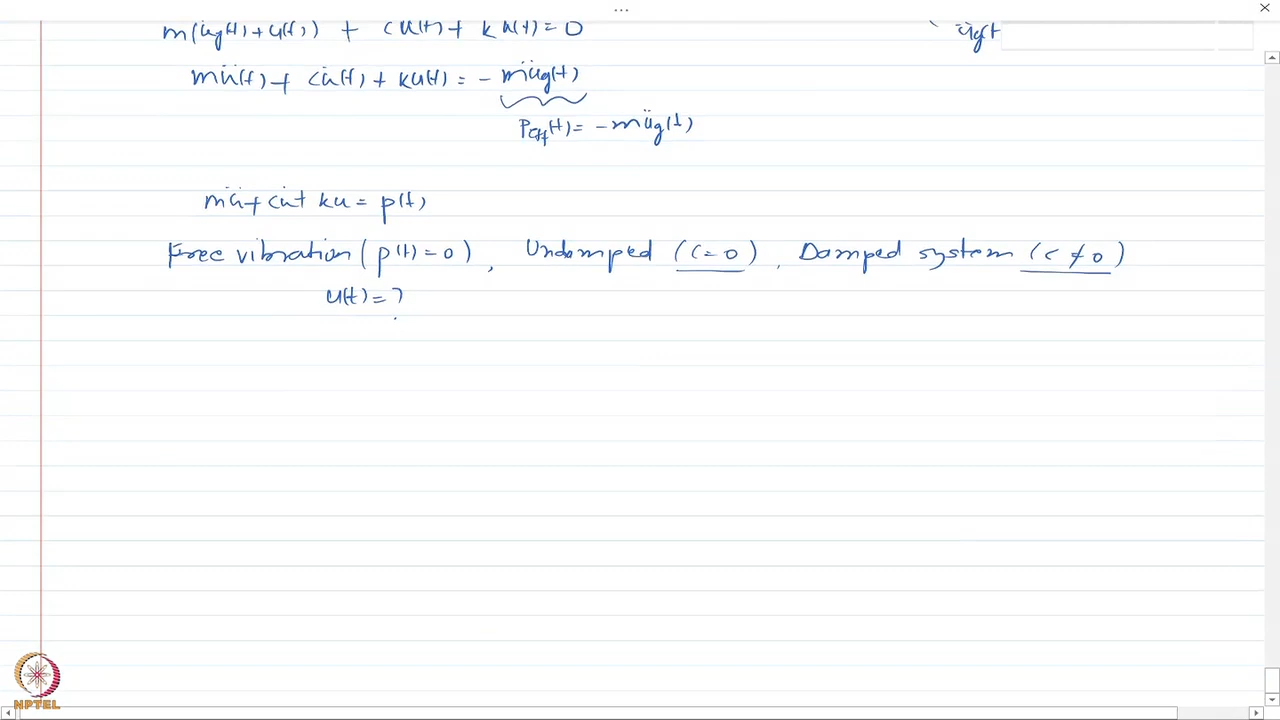 m(üg(t) + ü(t)) + cu̇(t) + ku(t) = 0
üg(t
mü(t) + cu̇(t) + ku(t) = - müg(t)
Peff(t) = - müg(t)
mü + cu̇ + ku = p(t)
Free vibration (p(t) = 0), Undamped (c = 0), Damped system (c ≠ 0)
u(t) = ?
NPTEL